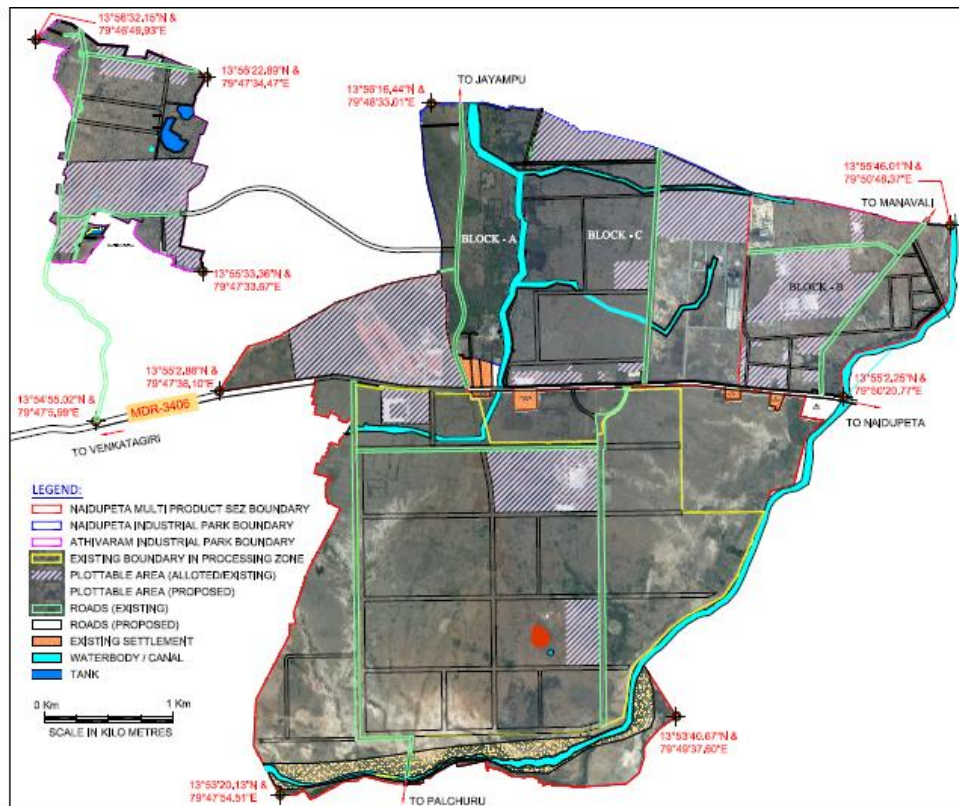 13°56'32.15"N &
79°46'49.93"E
13°56'22.89"N &
79°47'34.47"E
TO JAYAMPU
13°56'16.44"N &
79°48'33.01"E
13°55'46.01"N &
79°50'48.37"E
TO MANAVALI
BLOCK - A
BLOCK - C
BLOCK - B
13°55'33.36"N &
79°47'33.67"E
13°55'2.86"N &
79°47'38.10"E
13°55'2.25"N &
79°50'20.77"E
13°54'55.02"N &
79°47'5.99"E
MDR-3406
TO VENKATAGIRI
TO NAIDUPETA
LEGEND:
NAIDUPETA MULTI PRODUCT SEZ BOUNDARY
NAIDUPETA INDUSTRIAL PARK BOUNDARY
ATHIVARAM INDUSTRIAL PARK BOUNDARY
EXISTING BOUNDARY IN PROCESSING ZONE
PLOTTABLE AREA (ALLOTED/EXISTING)
PLOTTABLE AREA (PROPOSED)
ROADS (EXISTING)
ROADS (PROPOSED)
EXISTING SETTLEMENT
WATERBODY / CANAL
TANK
0 Km 1 Km
SCALE IN KILO METRES
13°53'40.67"N &
79°49'37.60"E
13°53'20.13"N &
79°47'54.51"E
TO PALCHURU